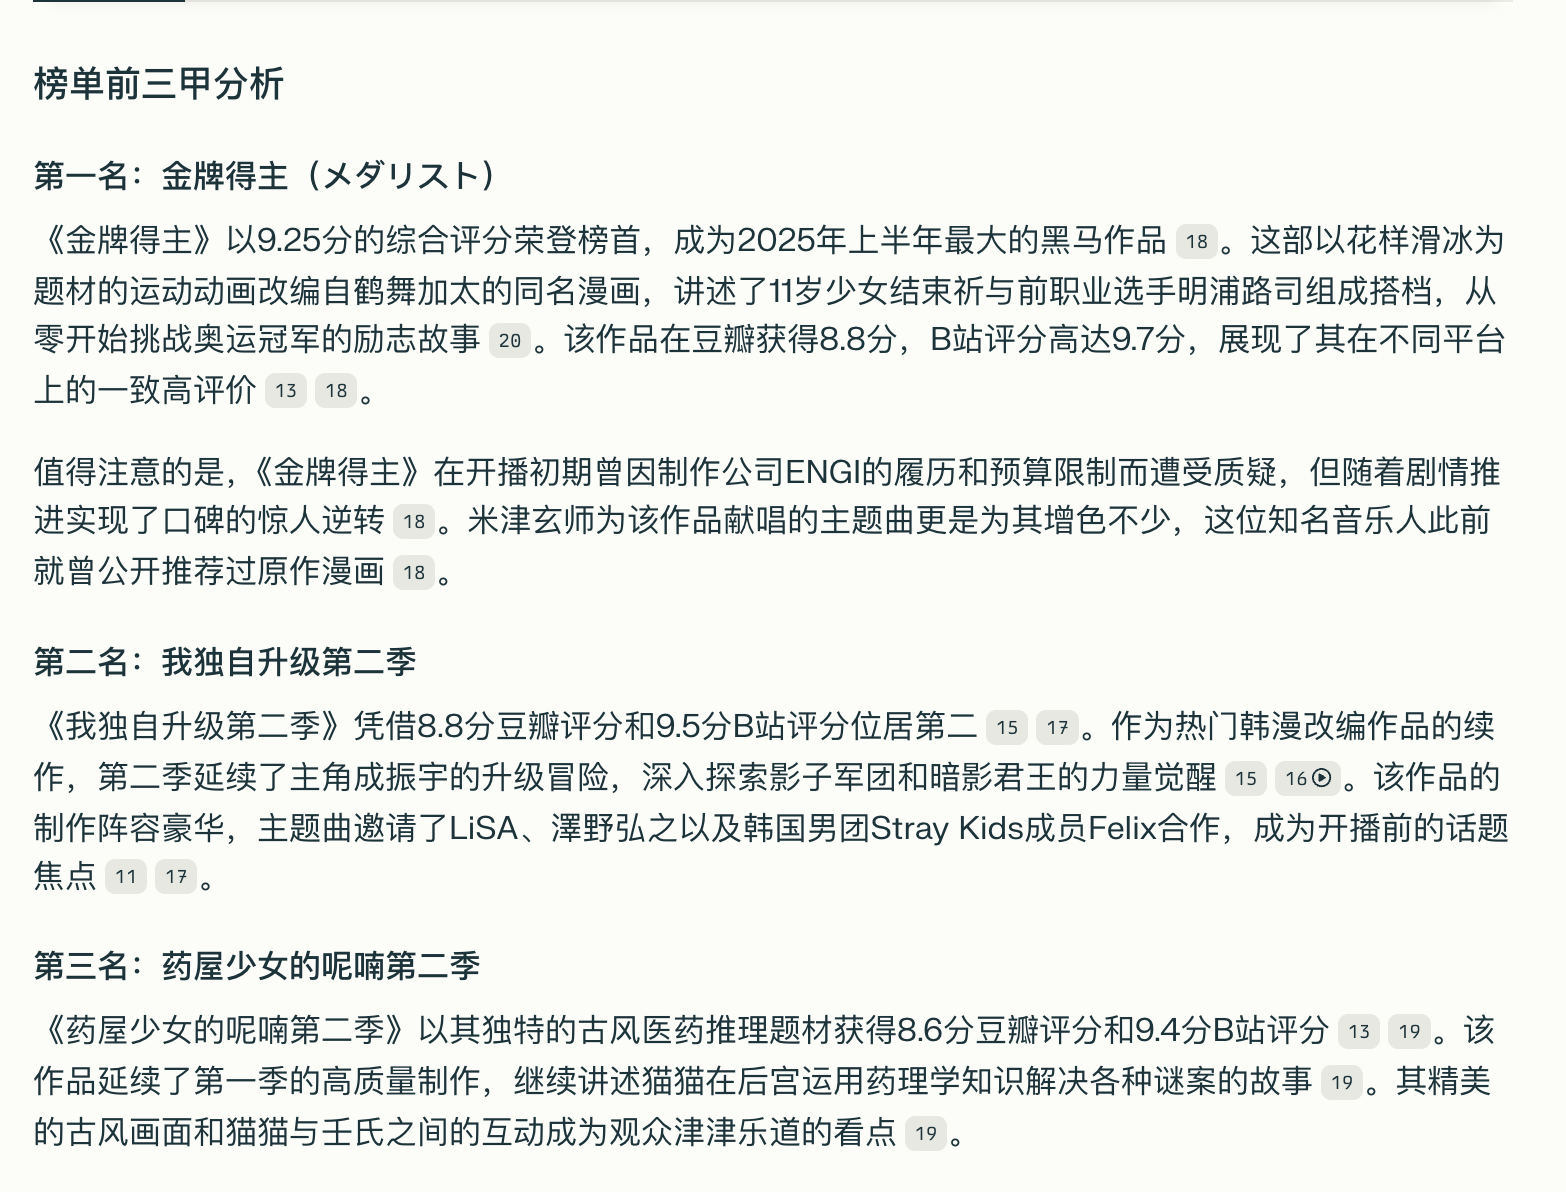 榜单前三甲分析
第一名：金牌得主（メダリスト）
《金牌得主》以9.25分的综合评分荣登榜首，成为2025年上半年最大的黑马作品 18 。这部以花样滑冰为
题材的运动动画改编自鹤舞加太的同名漫画，讲述了11岁少女结束祈与前职业选手明浦路司组成搭档，从
零开始挑战奥运冠军的励志故事 20 。该作品在豆瓣获得8.8分，B站评分高达9.7分，展现了其在不同平台
上的一致高评价 13 18 。
值得注意的是，《金牌得主》在开播初期曾因制作公司ENGI的履历和预算限制而遭受质疑，但随着剧情推
进实现了口碑的惊人逆转 18 。米津玄师为该作品献唱的主题曲更是为其增色不少，这位知名音乐人此前
就曾公开推荐过原作漫画 18 。
第二名：我独自升级第二季
《我独自升级第二季》凭借8.8分豆瓣评分和9.5分B站评分位居第二 15 17 。作为热门韩漫改编作品的续
作，第二季延续了主角成振宇的升级冒险，深入探索影子军团和暗影君王的力量觉醒 15 16 。该作品的
制作阵容豪华，主题曲邀请了LiSA、澤野弘之以及韩国男团Stray Kids成员Felix合作，成为开播前的话题
焦点 11 17 。
第三名：药屋少女的呢喃第二季
《药屋少女的呢喃第二季》以其独特的古风医药推理题材获得8.6分豆瓣评分和9.4分B站评分 13 19 。该
作品延续了第一季的高质量制作，继续讲述猫猫在后宫运用药理学知识解决各种谜案的故事 19 。其精美
的古风画面和猫猫与壬氏之间的互动成为观众津津乐道的看点 19 。